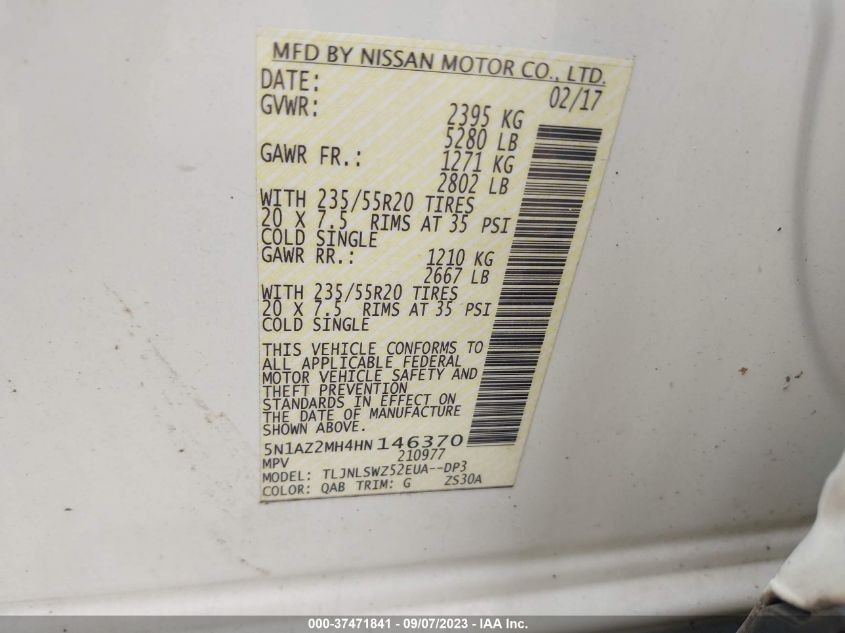 MFD BY NISSAN MOTOR CO., LTD.
DATE: 02/17
GVWR: 2395 KG
5280 LB
GAWR FR.: 1271 KG
2802 LB
WITH 235/55R20 TIRES
20 X 7.5 RIMS AT 35 PSI
COLD SINGLE
GAWR RR.: 1210 KG
2667 LB
WITH 235/55R20 TIRES
20 X 7.5 RIMS AT 35 PSI
COLD SINGLE
THIS VEHICLE CONFORMS TO
ALL APPLICABLE FEDERAL
MOTOR VEHICLE SAFETY AND
THEFT PREVENTION
STANDARDS IN EFFECT ON
THE DATE OF MANUFACTURE
SHOWN ABOVE.
5N1AZ2MH4HN146370
MPV 210977
MODEL: TLJNLSWZ52EUA--DP3
COLOR: QAB TRIM: G ZS30A
000-37471841 - 09/07/2023 - IAA Inc.